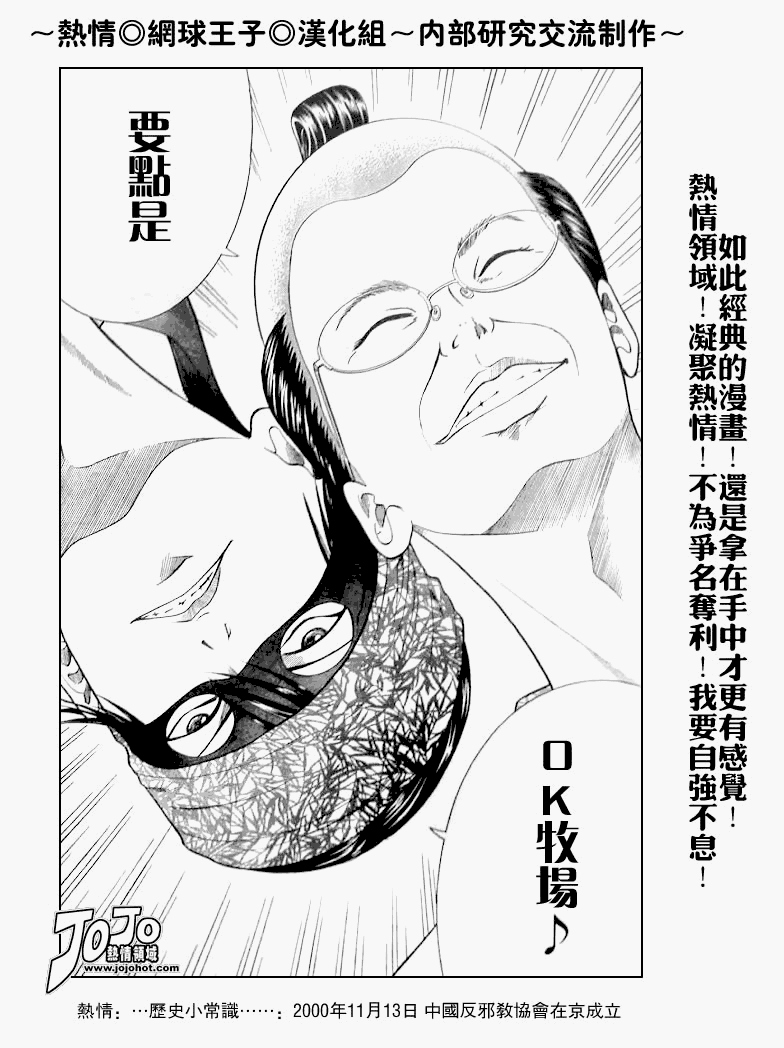 ～熱情◎網球王子◎漢化組～内部研究交流制作～
要點是
OK牧場♪
如此經典的漫畫！還是拿在手中才更有感覺！
熱情領域！凝聚熱情！不為爭名奪利！我要自強不息！
JoJo
熱情領域
www.jojohot.com
熱情：…歷史小常識……：2000年11月13日 中國反邪教協會在京成立